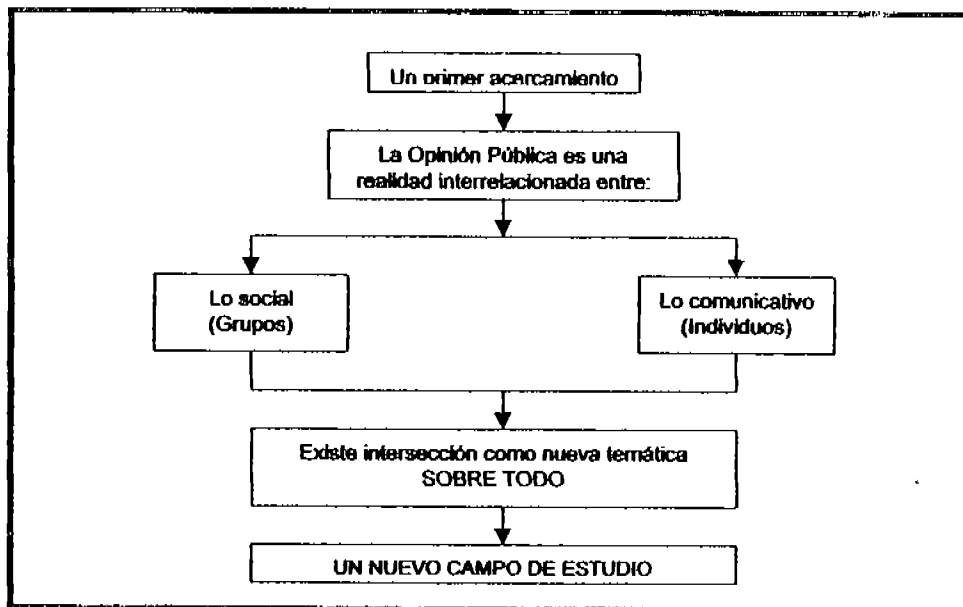 Un primer acercamiento
La Opinión Pública es una
realidad interrelacionada entre:
Lo social
(Grupos)
Lo comunicativo
(Individuos)
Existe intersección como nueva temática
SOBRE TODO
UN NUEVO CAMPO DE ESTUDIO